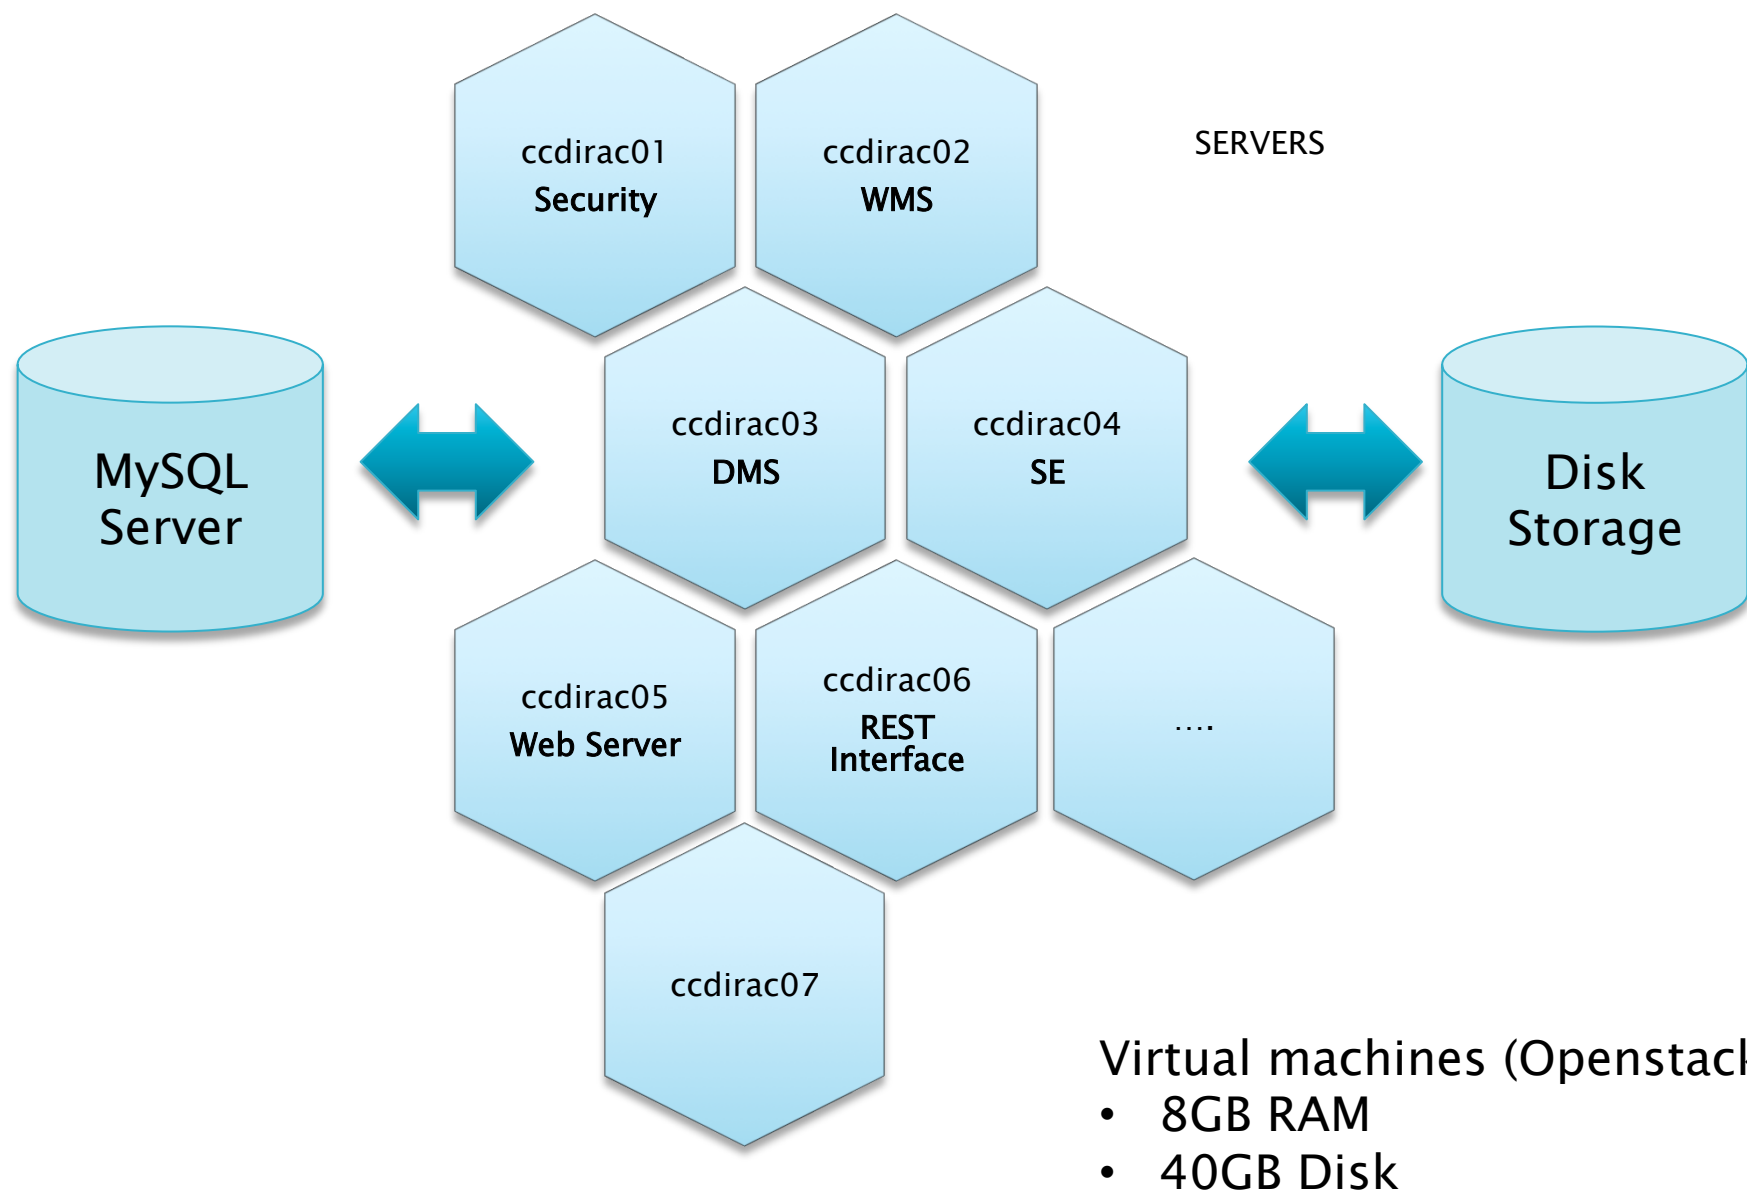 ccdirac01
Security
ccdirac02
WMS
SERVERS
MySQL
Server
ccdirac03
DMS
ccdirac04
SE
Disk
Storage
ccdirac05
Web Server
ccdirac06
REST
Interface
....
ccdirac07
Virtual machines (Openstack
• 8GB RAM
• 40GB Disk